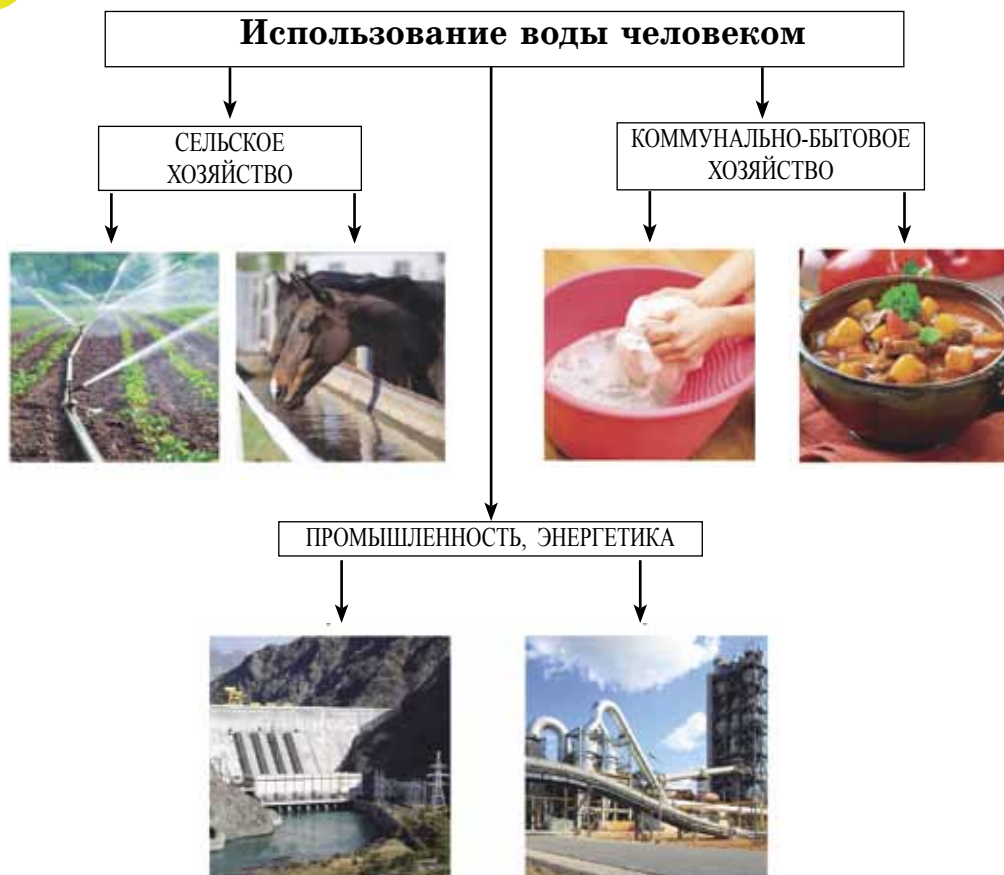 Использование воды человеком
СЕЛЬСКОЕ
ХОЗЯЙСТВО
КОММУНАЛЬНО-БЫТОВОЕ
ХОЗЯЙСТВО
ПРОМЫШЛЕННОСТЬ, ЭНЕРГЕТИКА